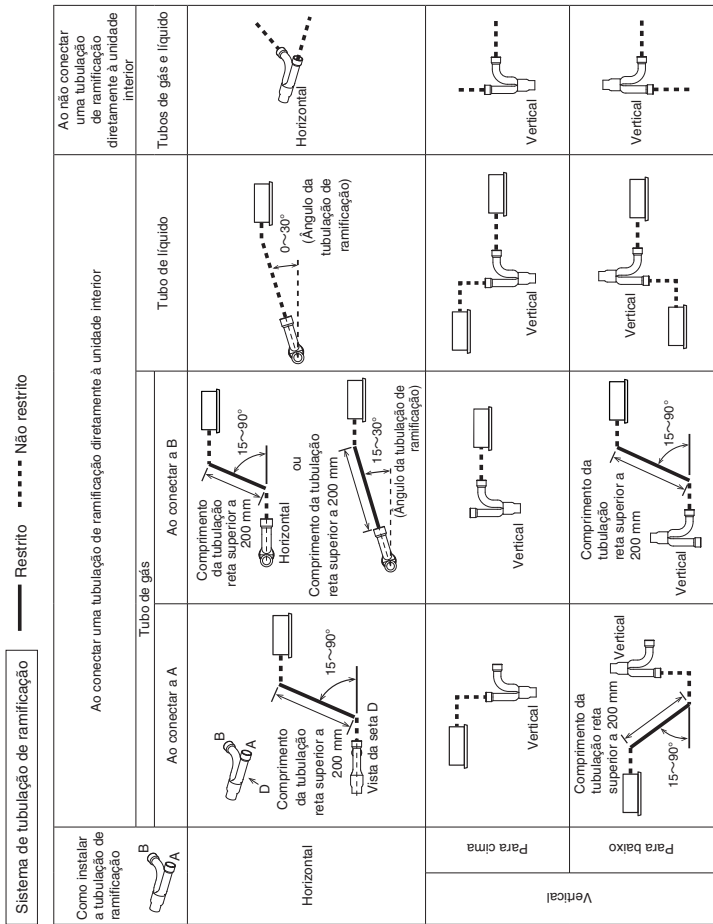 Sistema de tubulação de ramificação
Restrito
Não restrito
Como instalar
a tubulação de
ramificação
B
A
Ao conectar uma tubulação de ramificação diretamente à unidade interior
Ao não conectar
uma tubulação
de ramificação
diretamente à unidade
interior
Tubo de gás
Tubo de líquido
Tubos de gás e líquido
Ao conectar a A
Ao conectar a B
Horizontal
B
A
D
Comprimento
da tubulação
reta superior a
200 mm
15~90°
Vista da seta D
Comprimento
da tubulação
reta superior a
200 mm
15~90°
Horizontal
ou
Comprimento da tubulação
reta superior a 200 mm
15~30°
(Ângulo da tubulação de
ramificação)
0~30°
(Ângulo da
tubulação de
ramificação)
Horizontal
Vertical
Para cima
Vertical
Vertical
Vertical
Vertical
Para baixo
Comprimento da
tubulação reta
superior a 200 mm
15~90°
Vertical
Comprimento da
tubulação
reta superior a
200 mm
15~90°
Vertical
Vertical
Vertical